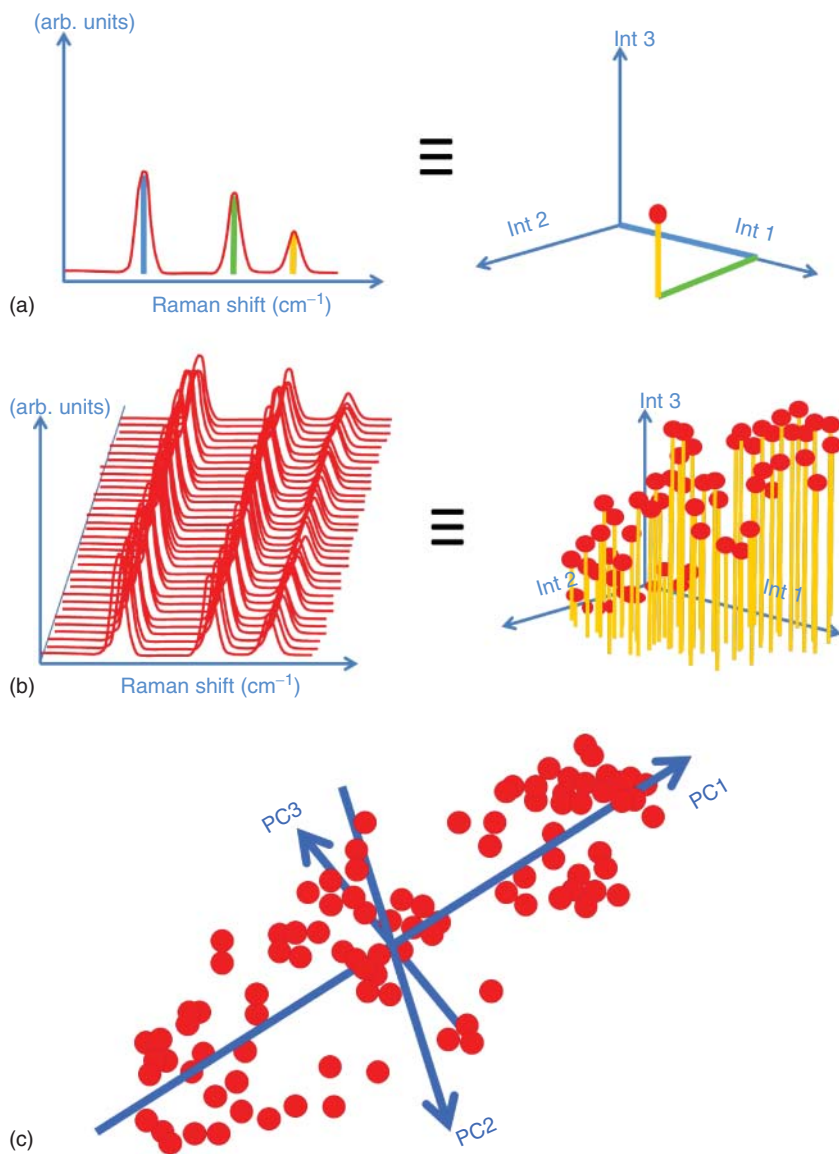 (arb. units)
Int 3
Int 2
Int 1
Raman shift (cm⁻¹)
(a)
(arb. units)
Int 3
Int 2
Int 1
Raman shift (cm⁻¹)
(b)
PC3
PC1
PC2
(c)